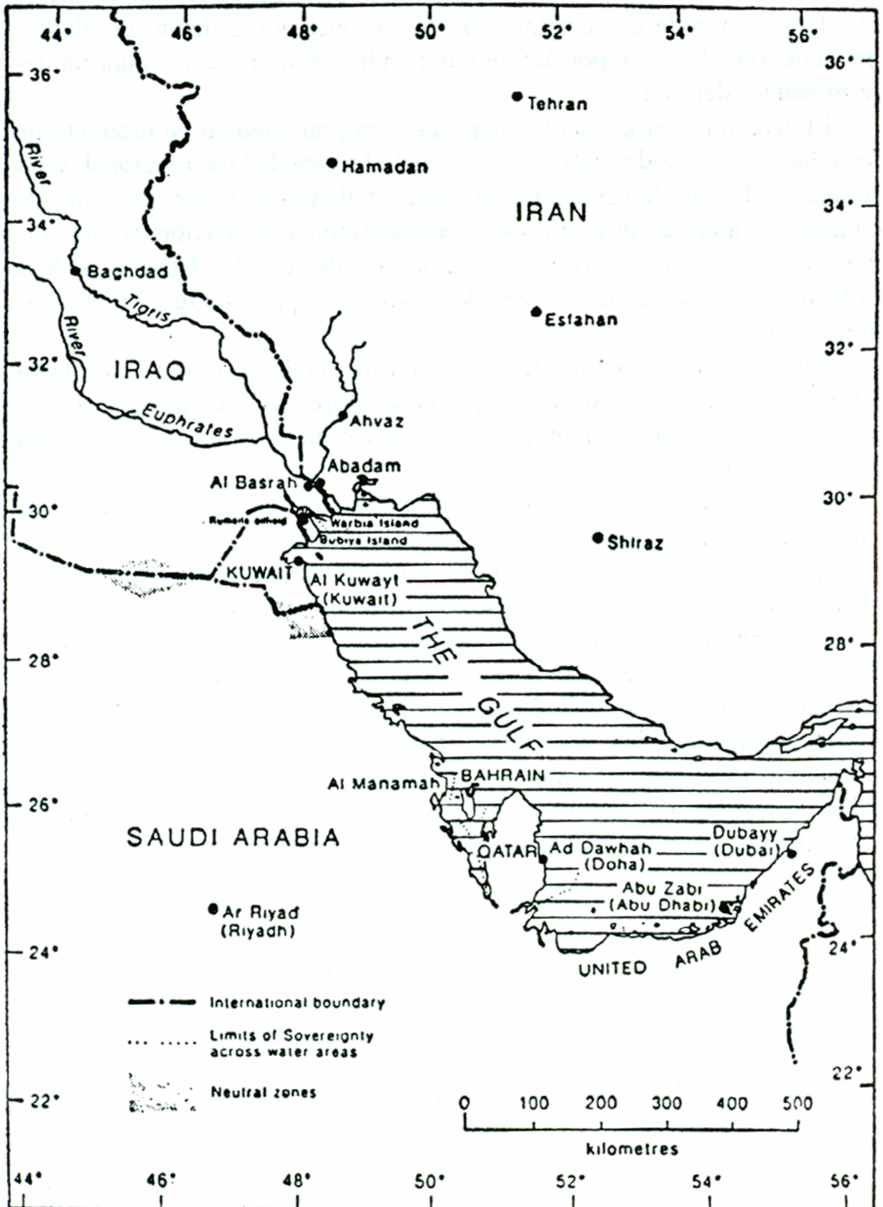 44°
46°
48°
50°
52°
54°
56°
36°
36°
Tehran
River
Hamadan
IRAN
34°
34°
Baghdad
Tigris
Esfahan
River
32°
32°
IRAQ
Ahvaz
Euphrates
Abadam
Al Basrah
30°
30°
Rumaila oilfield
Warbia Island
Bubiya Island
Shiraz
KUWAIT
Al Kuwayt
(Kuwait)
THE
GULF
28°
28°
BAHRAIN
Al Manamah
26°
26°
SAUDI ARABIA
QATAR
Ad Dawhah
(Doha)
Dubayy
(Dubai)
Abu Zabi
(Abu Dhabi)
Ar Riyad
(Riyadh)
24°
24°
UNITED ARAB EMIRATES
International boundary
Limits of Sovereignty
across water areas
Neutral zones
22°
22°
0 100 200 300 400 500
kilometres
44°
46°
48°
50°
52°
54°
56°